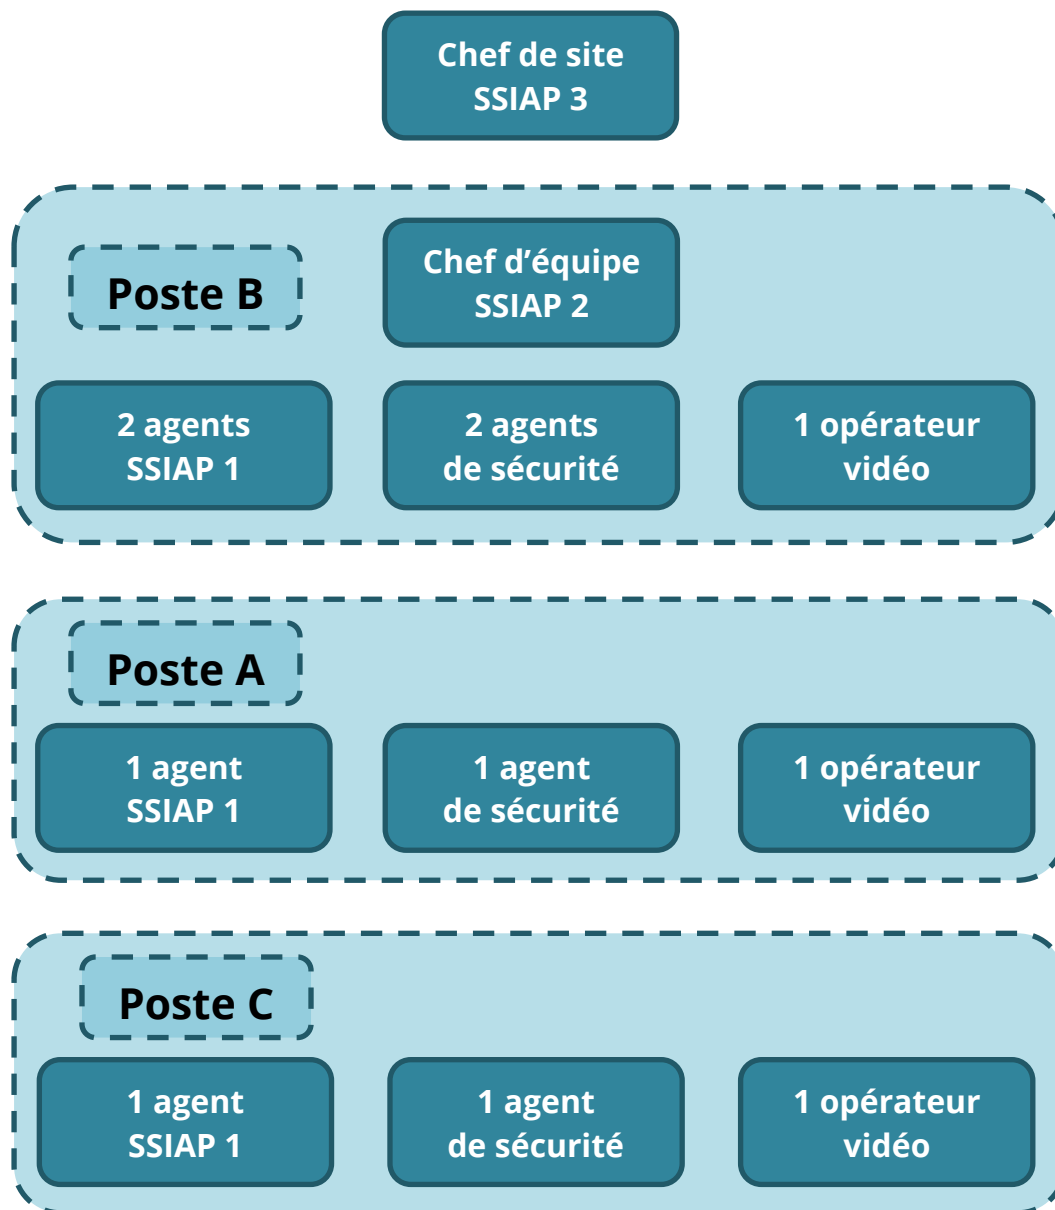 Chef de site
SSIAP 3
Poste B
Chef d’équipe
SSIAP 2
2 agents
SSIAP 1
2 agents
de sécurité
1 opérateur
vidéo
Poste A
1 agent
SSIAP 1
1 agent
de sécurité
1 opérateur
vidéo
Poste C
1 agent
SSIAP 1
1 agent
de sécurité
1 opérateur
vidéo